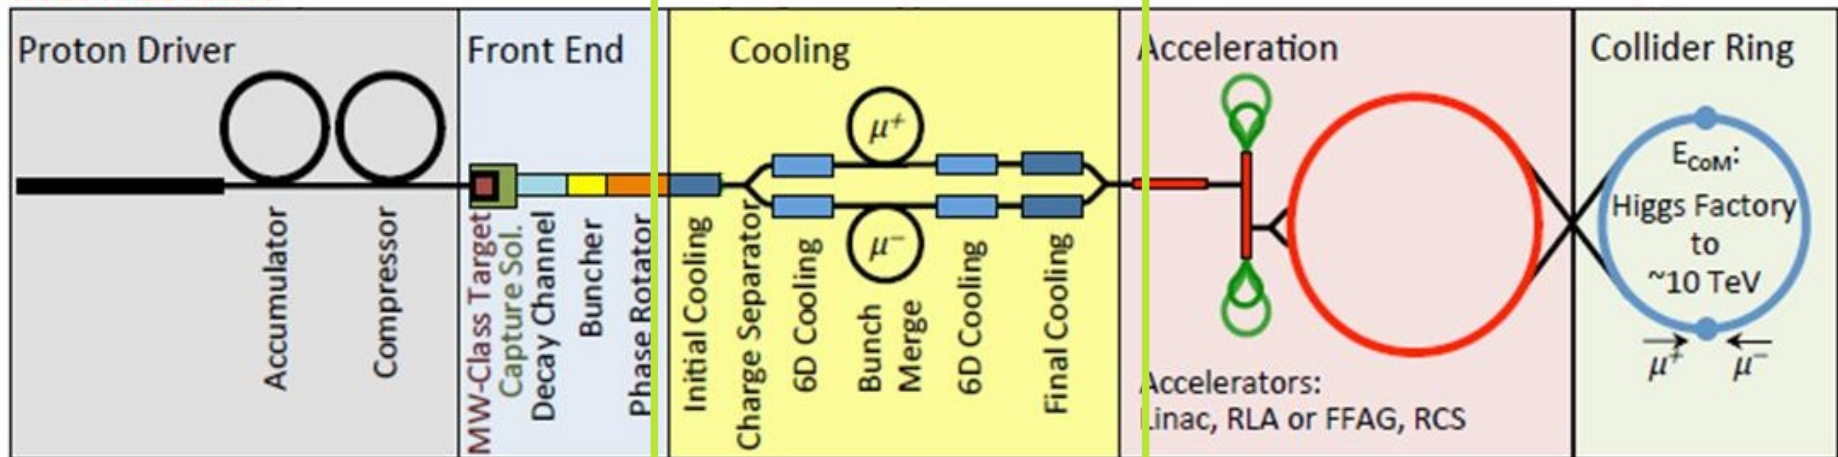 Proton Driver
Accumulator
Compressor
Front End
MW-Class Target
Capture Sol.
Decay Channel
Buncher
Phase Rotator
Cooling
Initial Cooling
Charge Separator
6D Cooling
μ+
μ−
Bunch
Merge
6D Cooling
Final Cooling
Acceleration
Accelerators:
Linac, RLA or FFAG, RCS
Collider Ring
ECoM:
Higgs Factory
to
~10 TeV
μ+ μ−